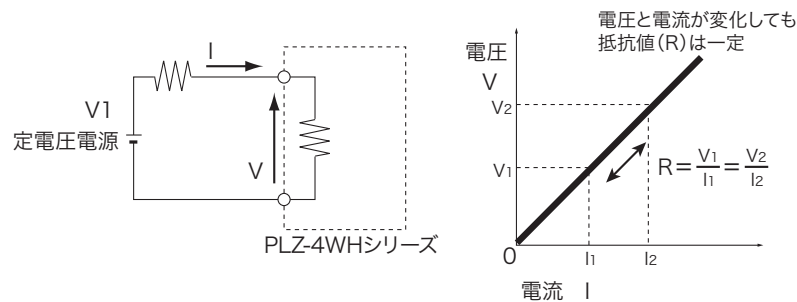 I
V1
定電圧電源
V
PLZ-4WHシリーズ
電圧と電流が変化しても
抵抗値(R)は一定
電圧
V
V2
V1
R=V1/I1=V2/I2
0
I1
I2
電流 I